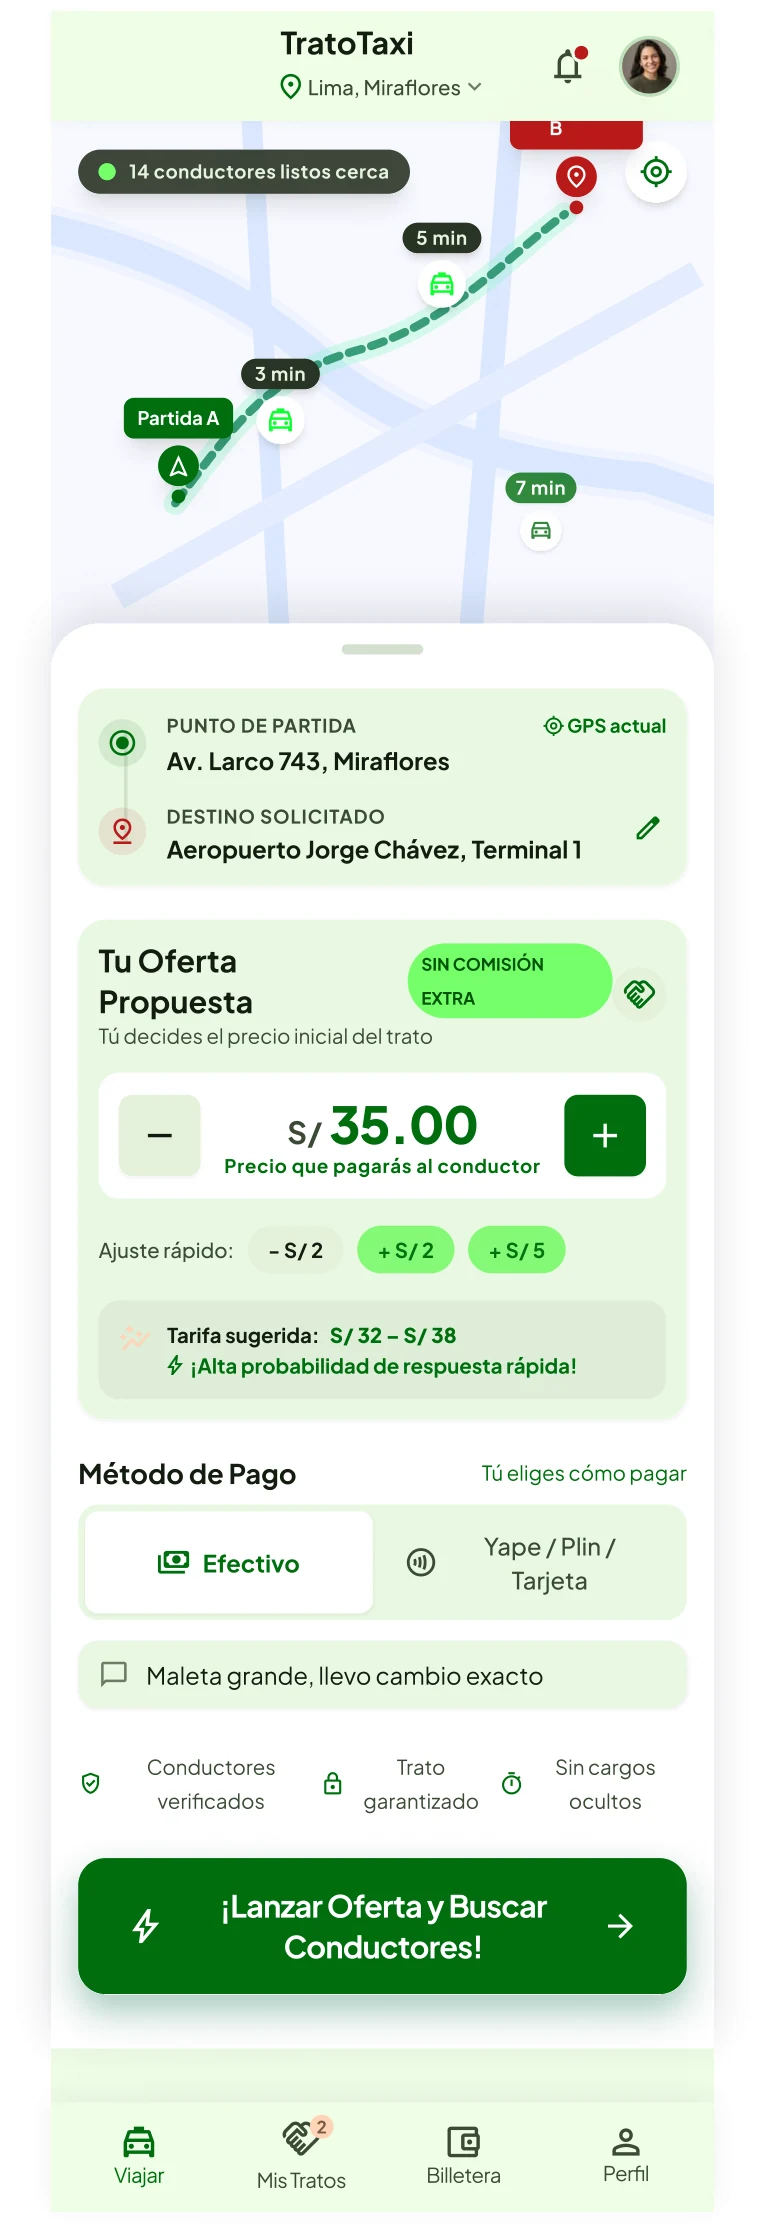 TratoTaxi
Lima, Miraflores
B
14 conductores listos cerca
5 min
3 min
Partida A
7 min
PUNTO DE PARTIDA
GPS actual
Av. Larco 743, Miraflores
DESTINO SOLICITADO
Aeropuerto Jorge Chávez, Terminal 1
Tu Oferta
Propuesta
SIN COMISIÓN
EXTRA
Tú decides el precio inicial del trato
−
S/ 35.00
+
Precio que pagarás al conductor
Ajuste rápido:
- S/ 2
+ S/ 2
+ S/ 5
Tarifa sugerida: S/ 32 – S/ 38
¡Alta probabilidad de respuesta rápida!
Método de Pago
Tú eliges cómo pagar
Efectivo
Yape / Plin /
Tarjeta
Maleta grande, llevo cambio exacto
Conductores
verificados
Trato
garantizado
Sin cargos
ocultos
¡Lanzar Oferta y Buscar
Conductores!
Viajar
2
Mis Tratos
Billetera
Perfil